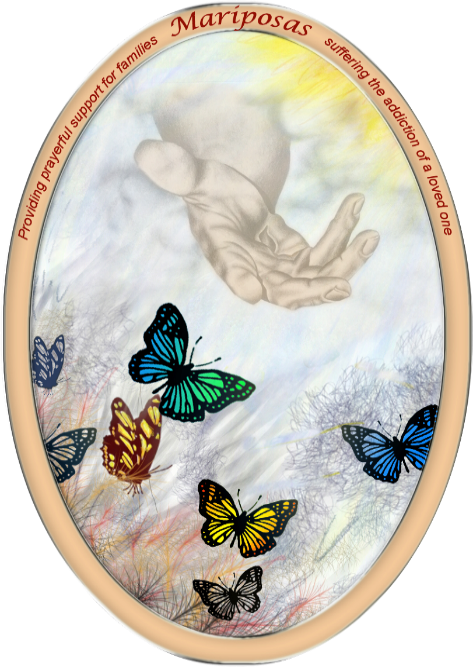 Mariposas
Providing prayerful support for families suffering the addiction of a loved one